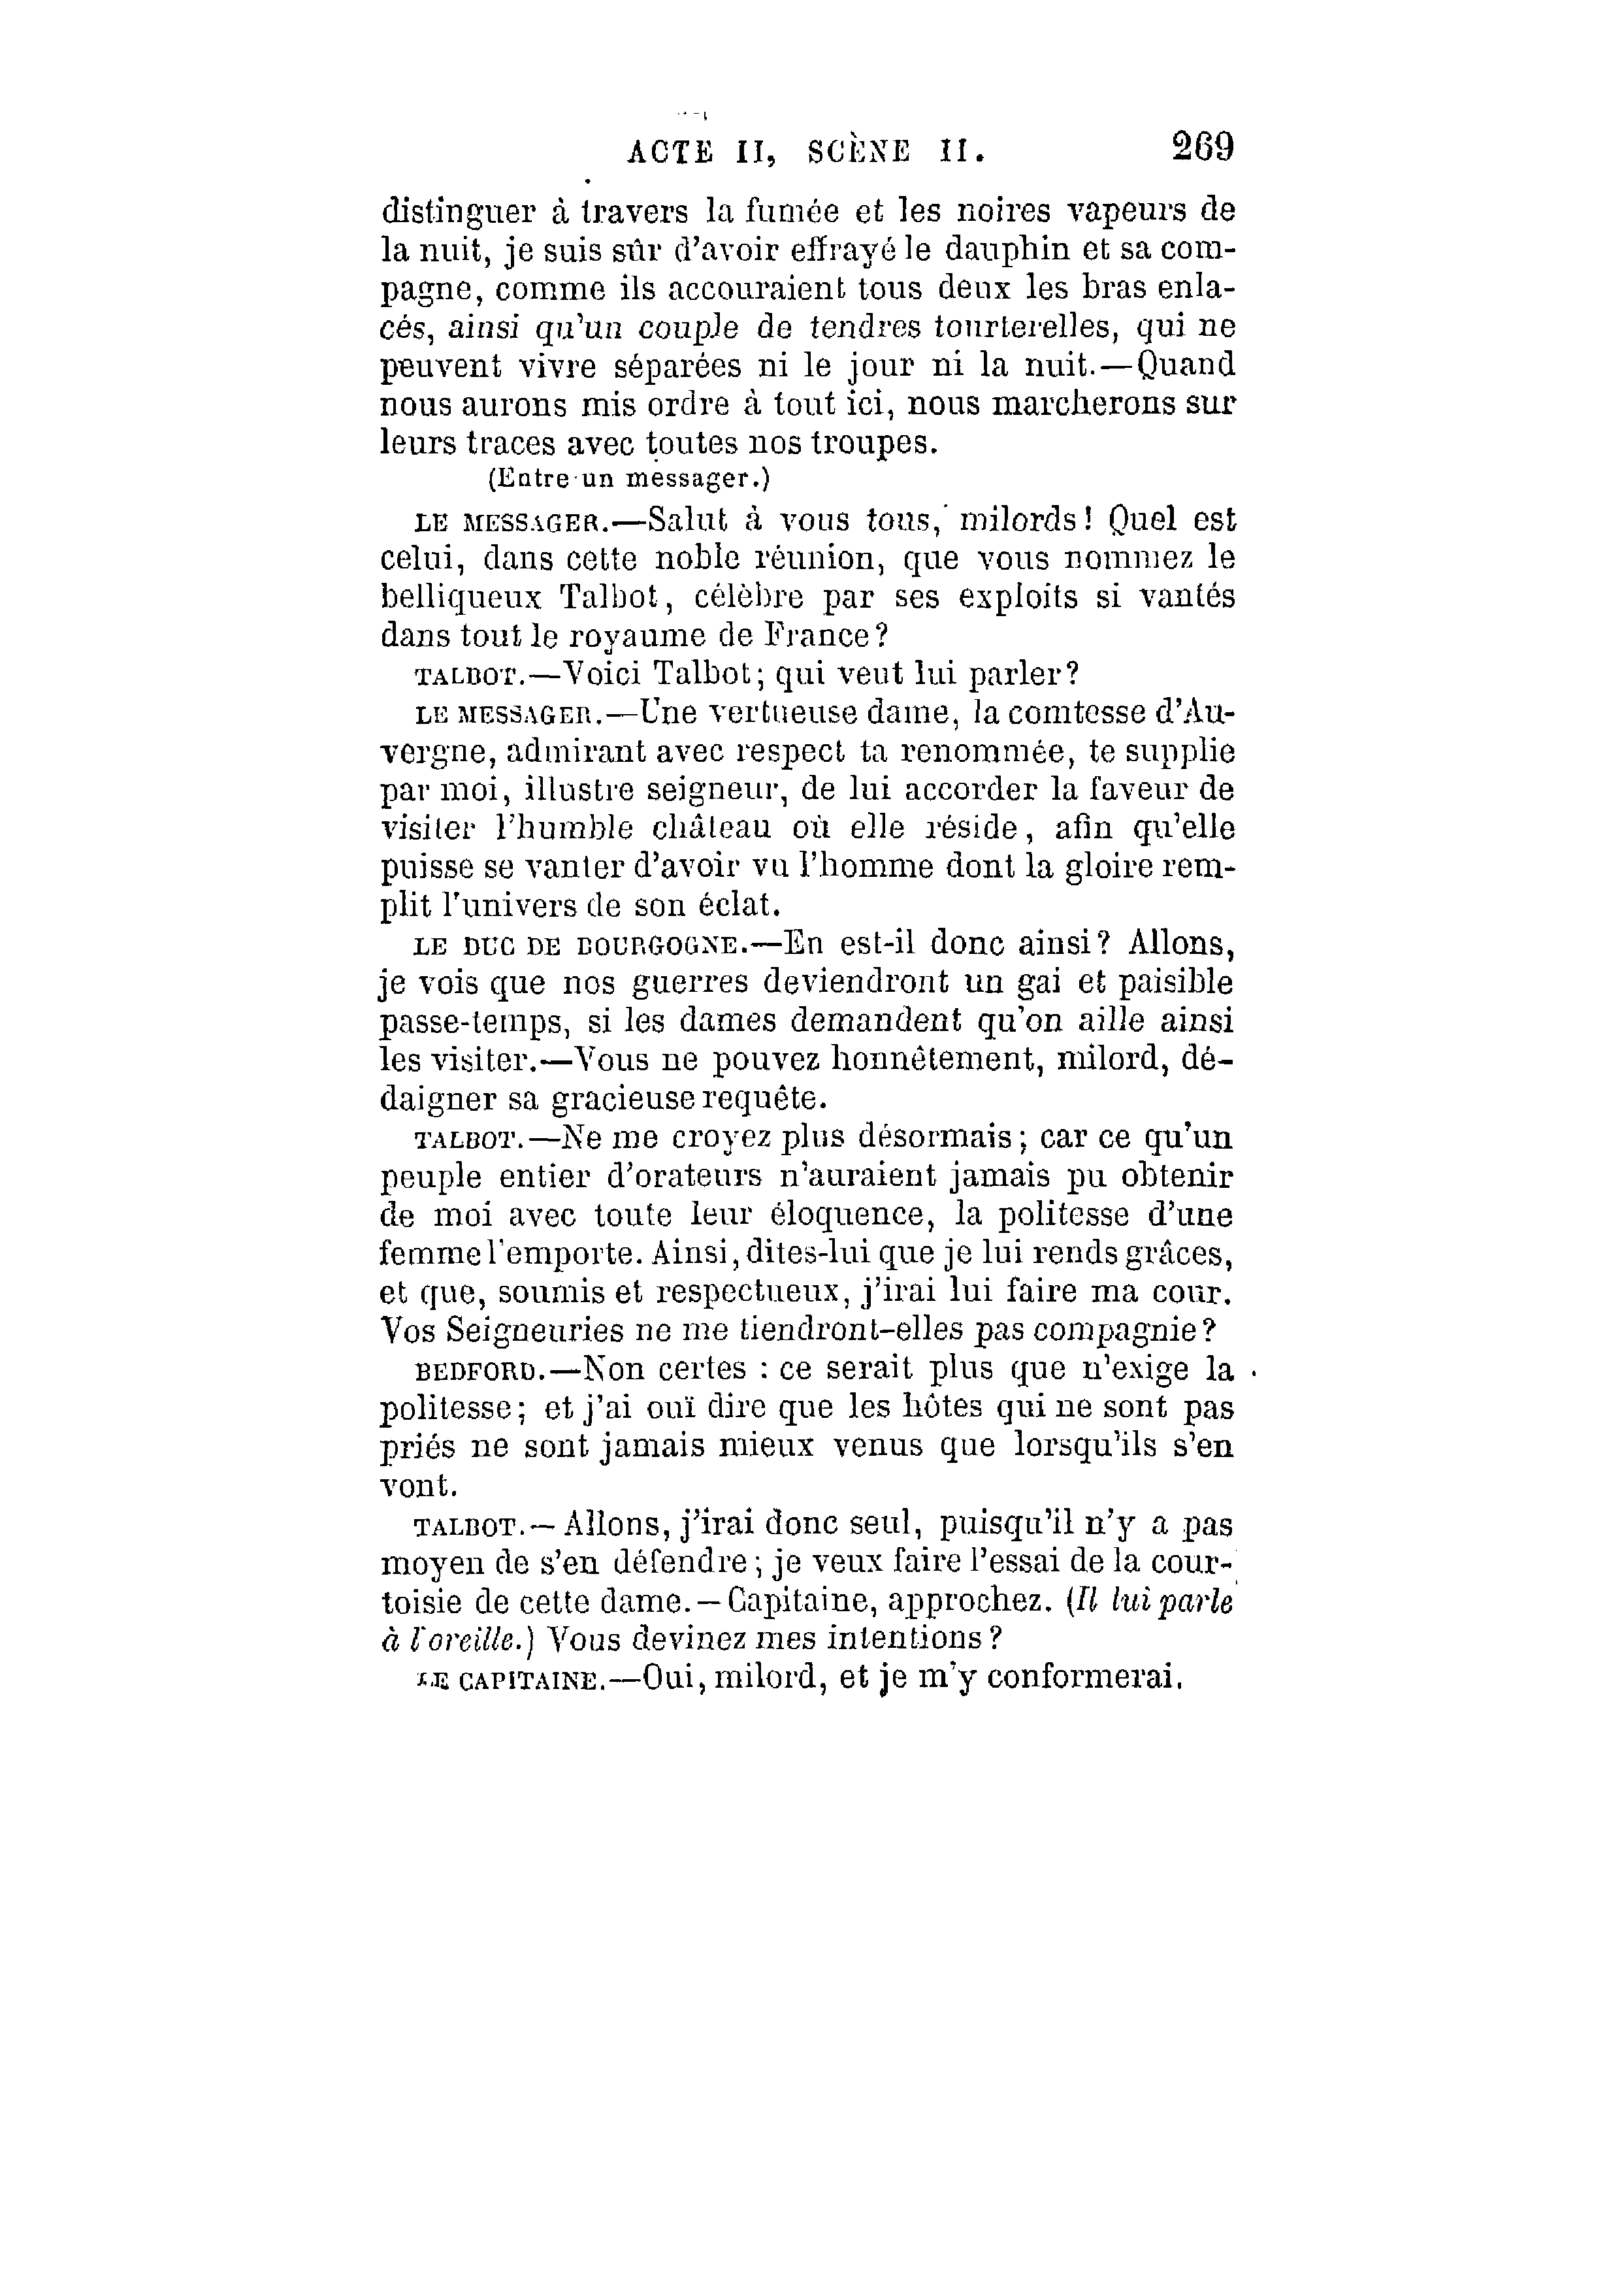 ACTE II, SCÈNE II. 269
distinguer à travers la fumée et les noires vapeurs de
la nuit, je suis sûr d'avoir effrayé le dauphin et sa com-
pagne, comme ils accouraient tous deux les bras enla-
cés, ainsi qu'un couple de tendres tourterelles, qui ne
peuvent vivre séparées ni le jour ni la nuit.—Quand
nous aurons mis ordre à tout ici, nous marcherons sur
leurs traces avec toutes nos troupes.
(Entre un messager.)
LE MESSAGER.—Salut à vous tous, milords! Quel est
celui, dans cette noble réunion, que vous nommez le
belliqueux Talbot, célèbre par ses exploits si vantés
dans tout le royaume de France?
TALBOT.—Voici Talbot; qui veut lui parler?
LE MESSAGER.—Une vertueuse dame, la comtesse d'Au-
vergne, admirant avec respect ta renommée, te supplie
par moi, illustre seigneur, de lui accorder la faveur de
visiter l'humble château où elle réside, afin qu'elle
puisse se vanter d'avoir vu l'homme dont la gloire rem-
plit l'univers de son éclat.
LE DUC DE BOURGOGNE.—En est-il donc ainsi? Allons,
je vois que nos guerres deviendront un gai et paisible
passe-temps, si les dames demandent qu'on aille ainsi
les visiter.—Vous ne pouvez honnêtement, milord, dé-
daigner sa gracieuse requête.
TALBOT.—Ne me croyez plus désormais; car ce qu'un
peuple entier d'orateurs n'auraient jamais pu obtenir
de moi avec toute leur éloquence, la politesse d'une
femme l'emporte. Ainsi, dites-lui que je lui rends grâces,
et que, soumis et respectueux, j'irai lui faire ma cour.
Vos Seigneuries ne me tiendront-elles pas compagnie?
BEDFORD.—Non certes : ce serait plus que n'exige la
politesse; et j'ai ouï dire que les hôtes qui ne sont pas
priés ne sont jamais mieux venus que lorsqu'ils s'en
vont.
TALBOT.—Allons, j'irai donc seul, puisqu'il n'y a pas
moyen de s'en défendre; je veux faire l'essai de la cour-
toisie de cette dame.—Capitaine, approchez. (Il lui parle
à l'oreille.) Vous devinez mes intentions?
LE CAPITAINE.—Oui, milord, et je m'y conformerai.